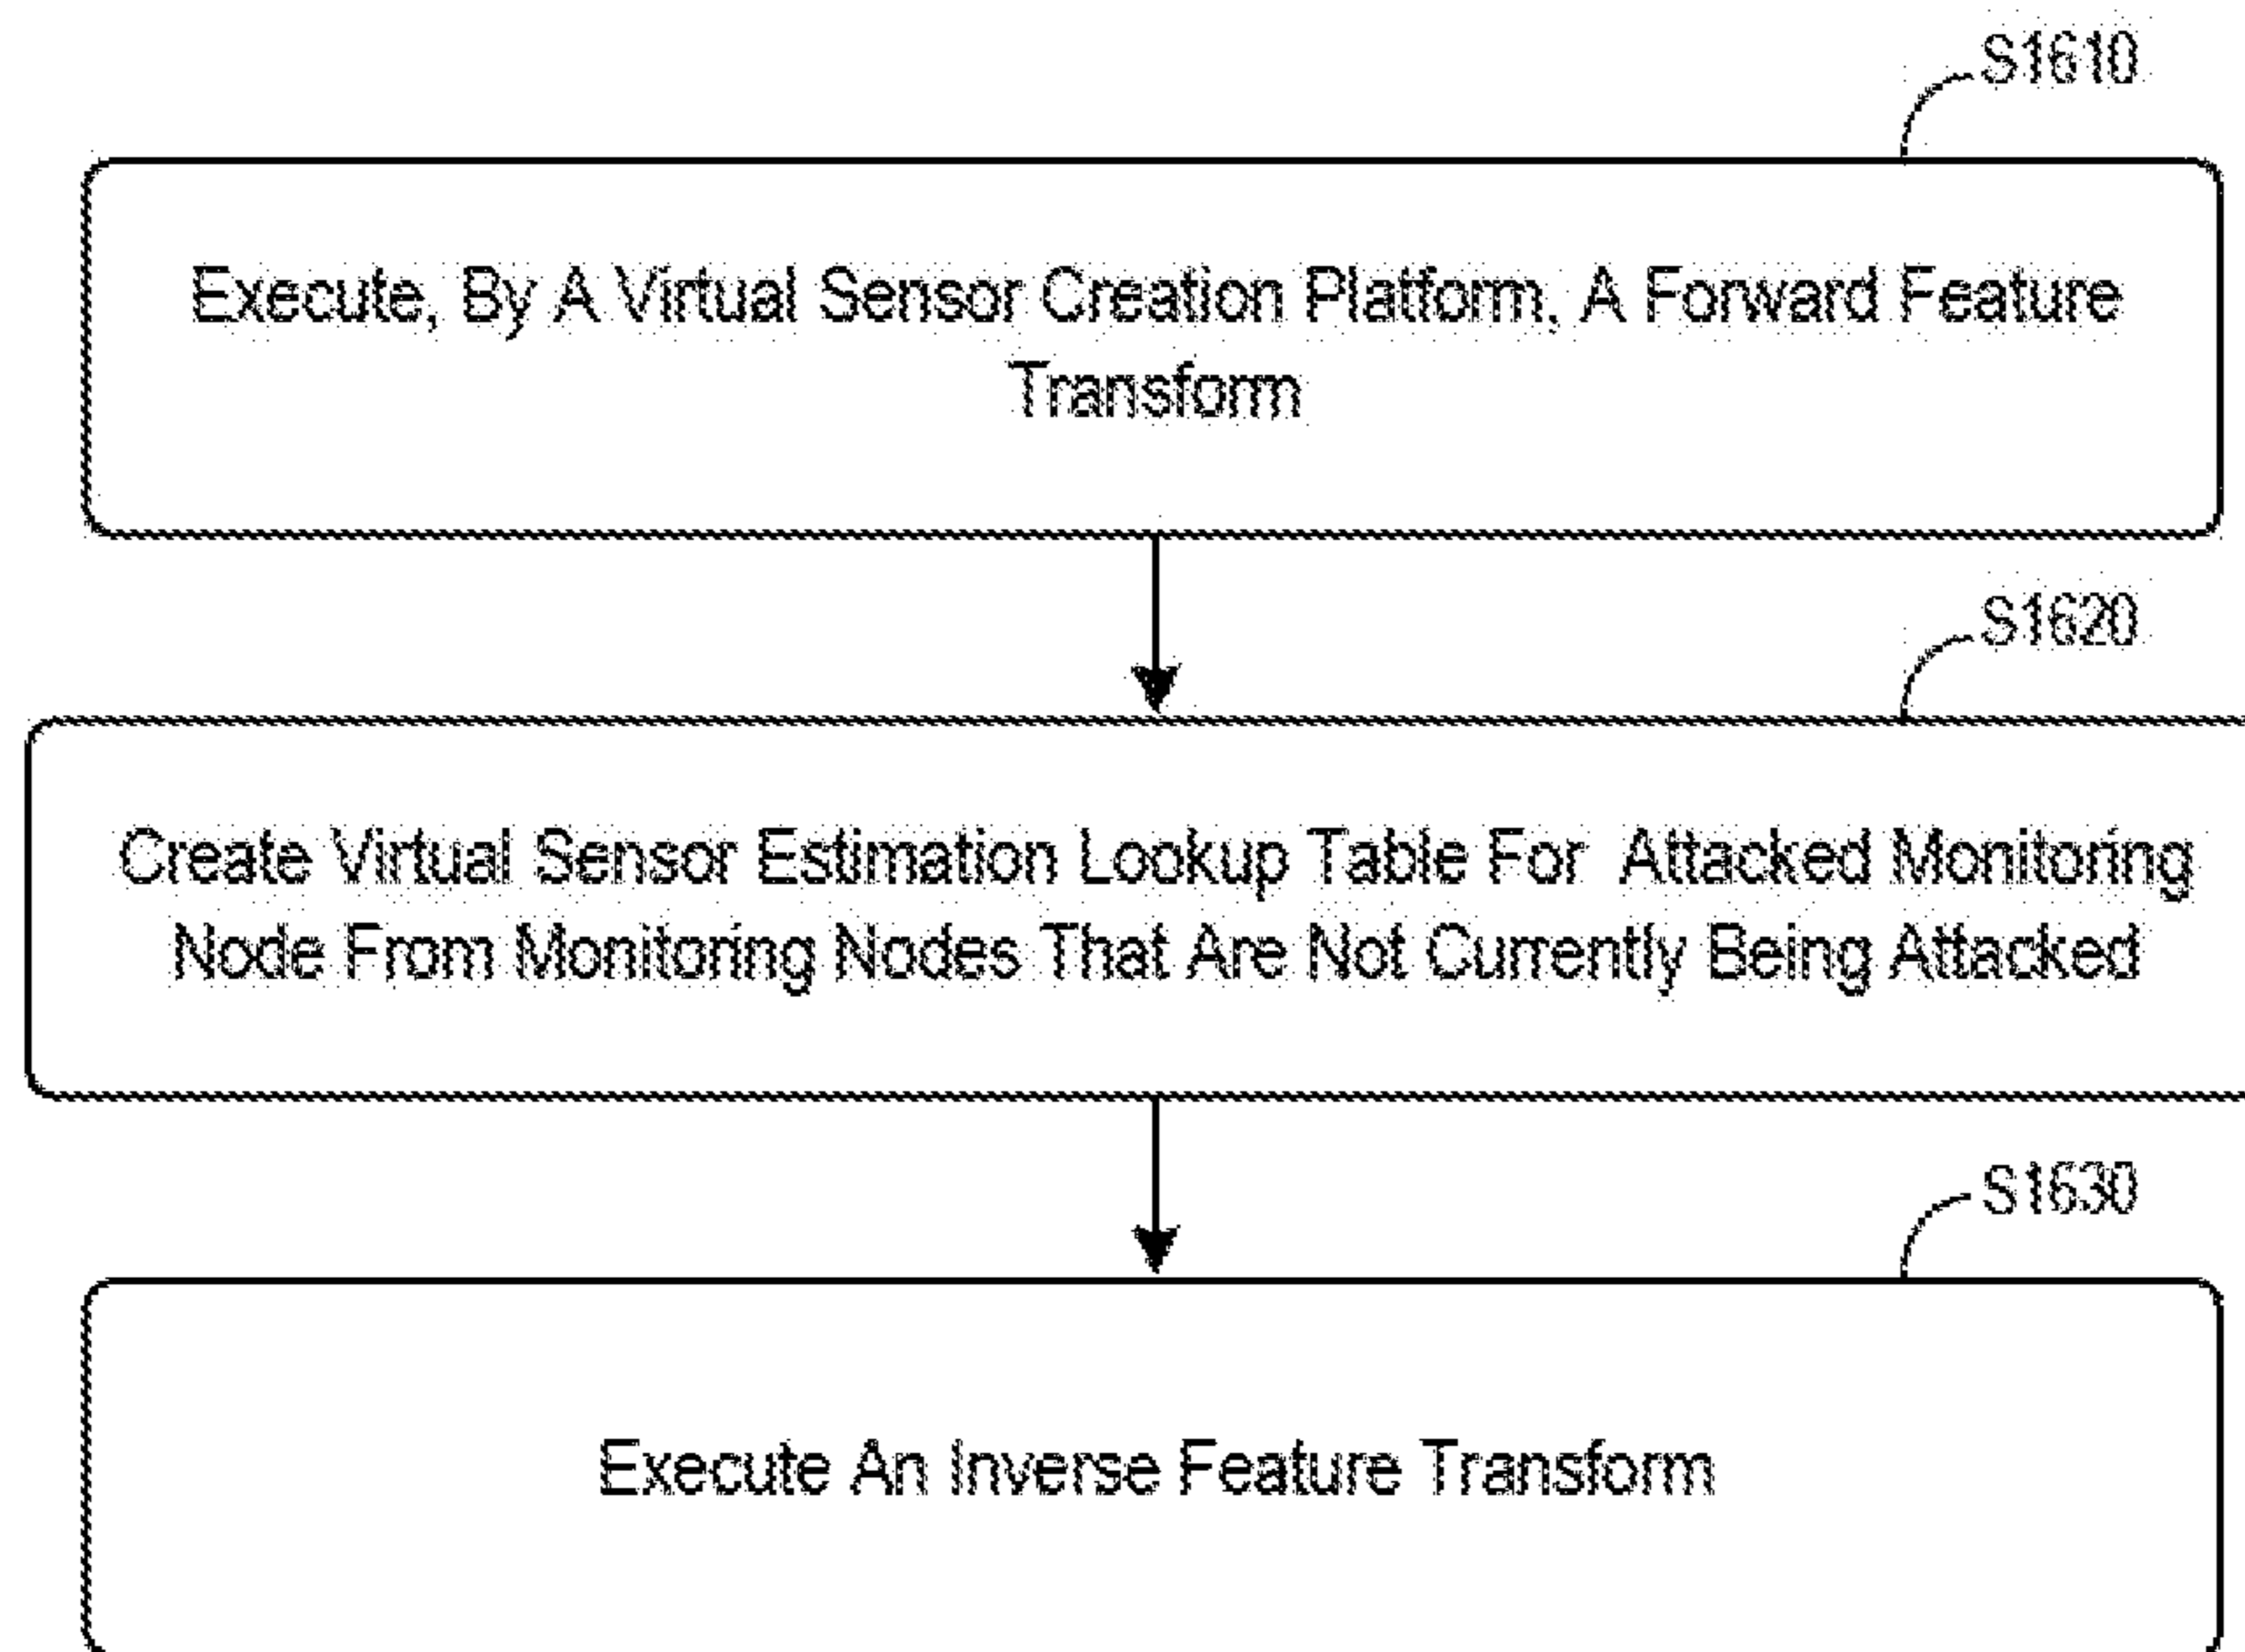 S1610
Execute, By A Virtual Sensor Creation Platform, A Forward Feature
Transform
S1620
Create Virtual Sensor Estimation Lookup Table For Attacked Monitoring
Node From Monitoring Nodes That Are Not Currently Being Attacked
S1630
Execute An Inverse Feature Transform